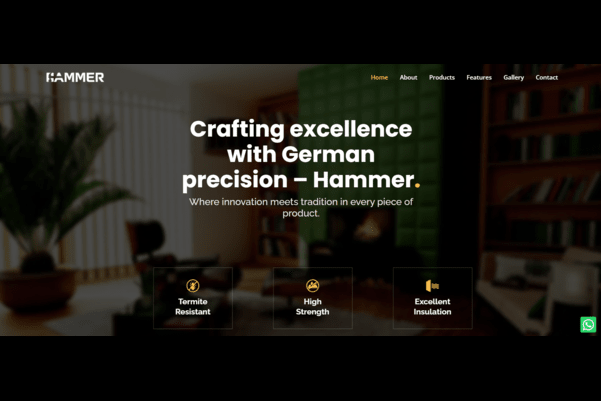 HAMMER
Home About Products Features Gallery Contact
Crafting excellence
with German
precision – Hammer.
Where innovation meets tradition in every piece of
product.
Termite
Resistant
High
Strength
Excellent
Insulation